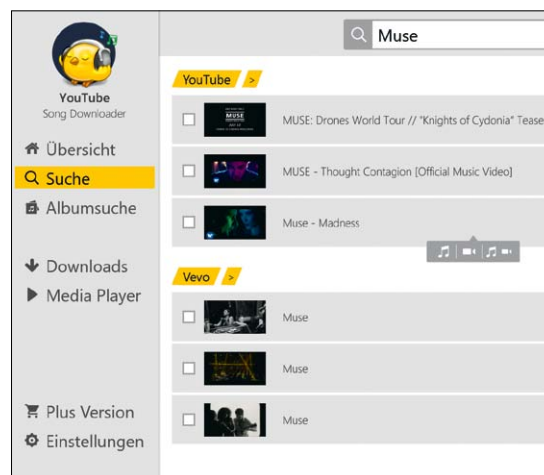 Muse
YouTube
Song Downloader
Übersicht
Suche
Albumsuche
Downloads
Media Player
Plus Version
Einstellungen
YouTube >
MUSE: Drones World Tour // "Knights of Cydonia" Tease
MUSE
MUSE - Thought Contagion [Official Music Video]
Muse - Madness
Vevo >
Muse
Muse
Muse